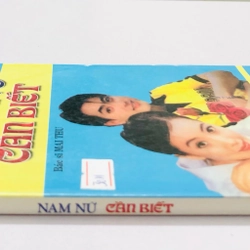 CẦN BIẾT
Bác sĩ MAI THU
NAM NỮ CẦN BIẾT